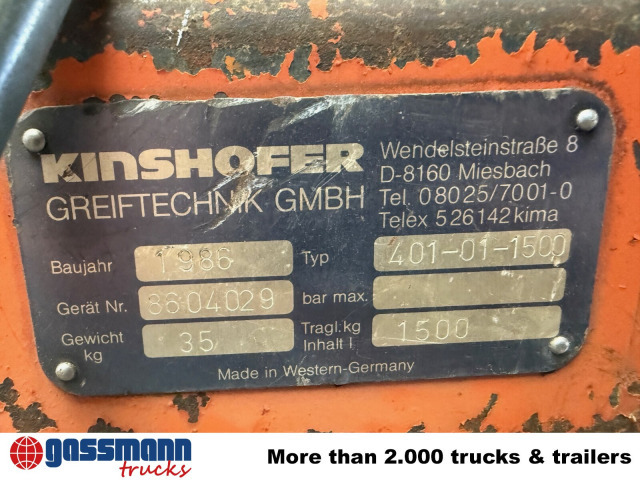 KINSHOFER
GREIFTECHNIK GMBH
Wendelsteinstraße 8
D-8160 Miesbach
Tel. 08025/7001-0
Telex 526142 kima
Baujahr 1986 Typ 401-01-1500
Gerät Nr. 8604029 bar max.
Gewicht kg 35 Tragl. kg Inhalt l 1500
Made in Western-Germany
gassmann trucks
More than 2.000 trucks & trailers